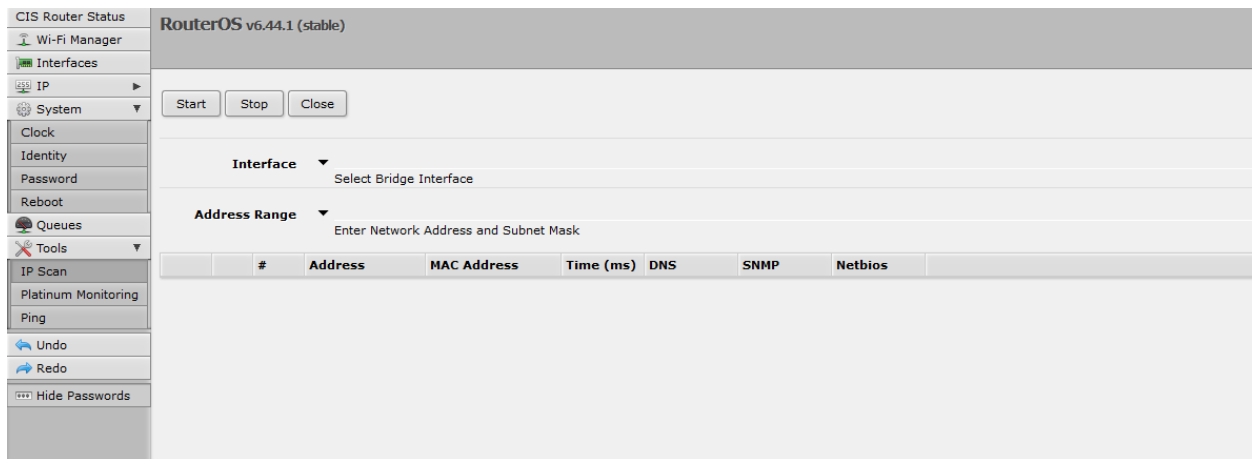 CIS Router Status
Wi-Fi Manager
Interfaces
255 IP
System
Clock
Identity
Password
Reboot
Queues
Tools
IP Scan
Platinum Monitoring
Ping
Undo
Redo
Hide Passwords
RouterOS v6.44.1 (stable)
Start Stop Close
Interface
Select Bridge Interface
Address Range
Enter Network Address and Subnet Mask
# Address MAC Address Time (ms) DNS SNMP Netbios